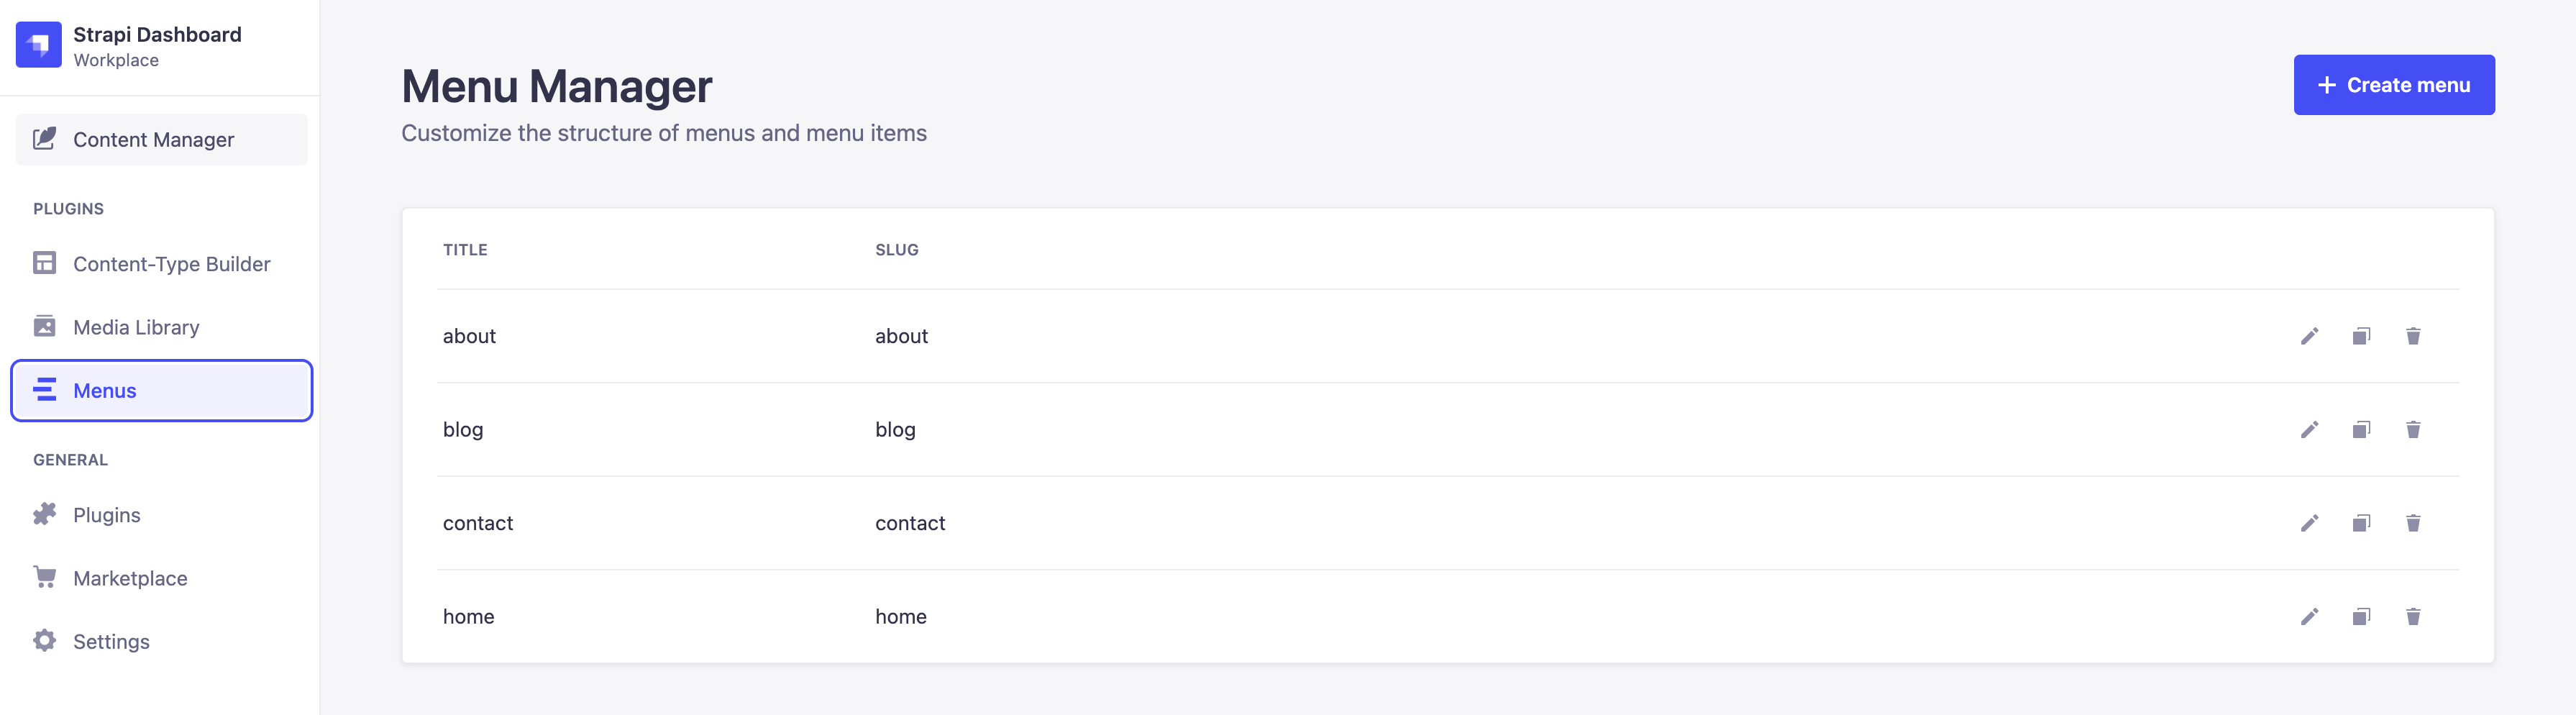 Strapi Dashboard
Workplace
Content Manager
PLUGINS
Content-Type Builder
Media Library
Menus
GENERAL
Plugins
Marketplace
Settings
Menu Manager
Customize the structure of menus and menu items
Create menu
TITLE SLUG
about about
blog blog
contact contact
home home